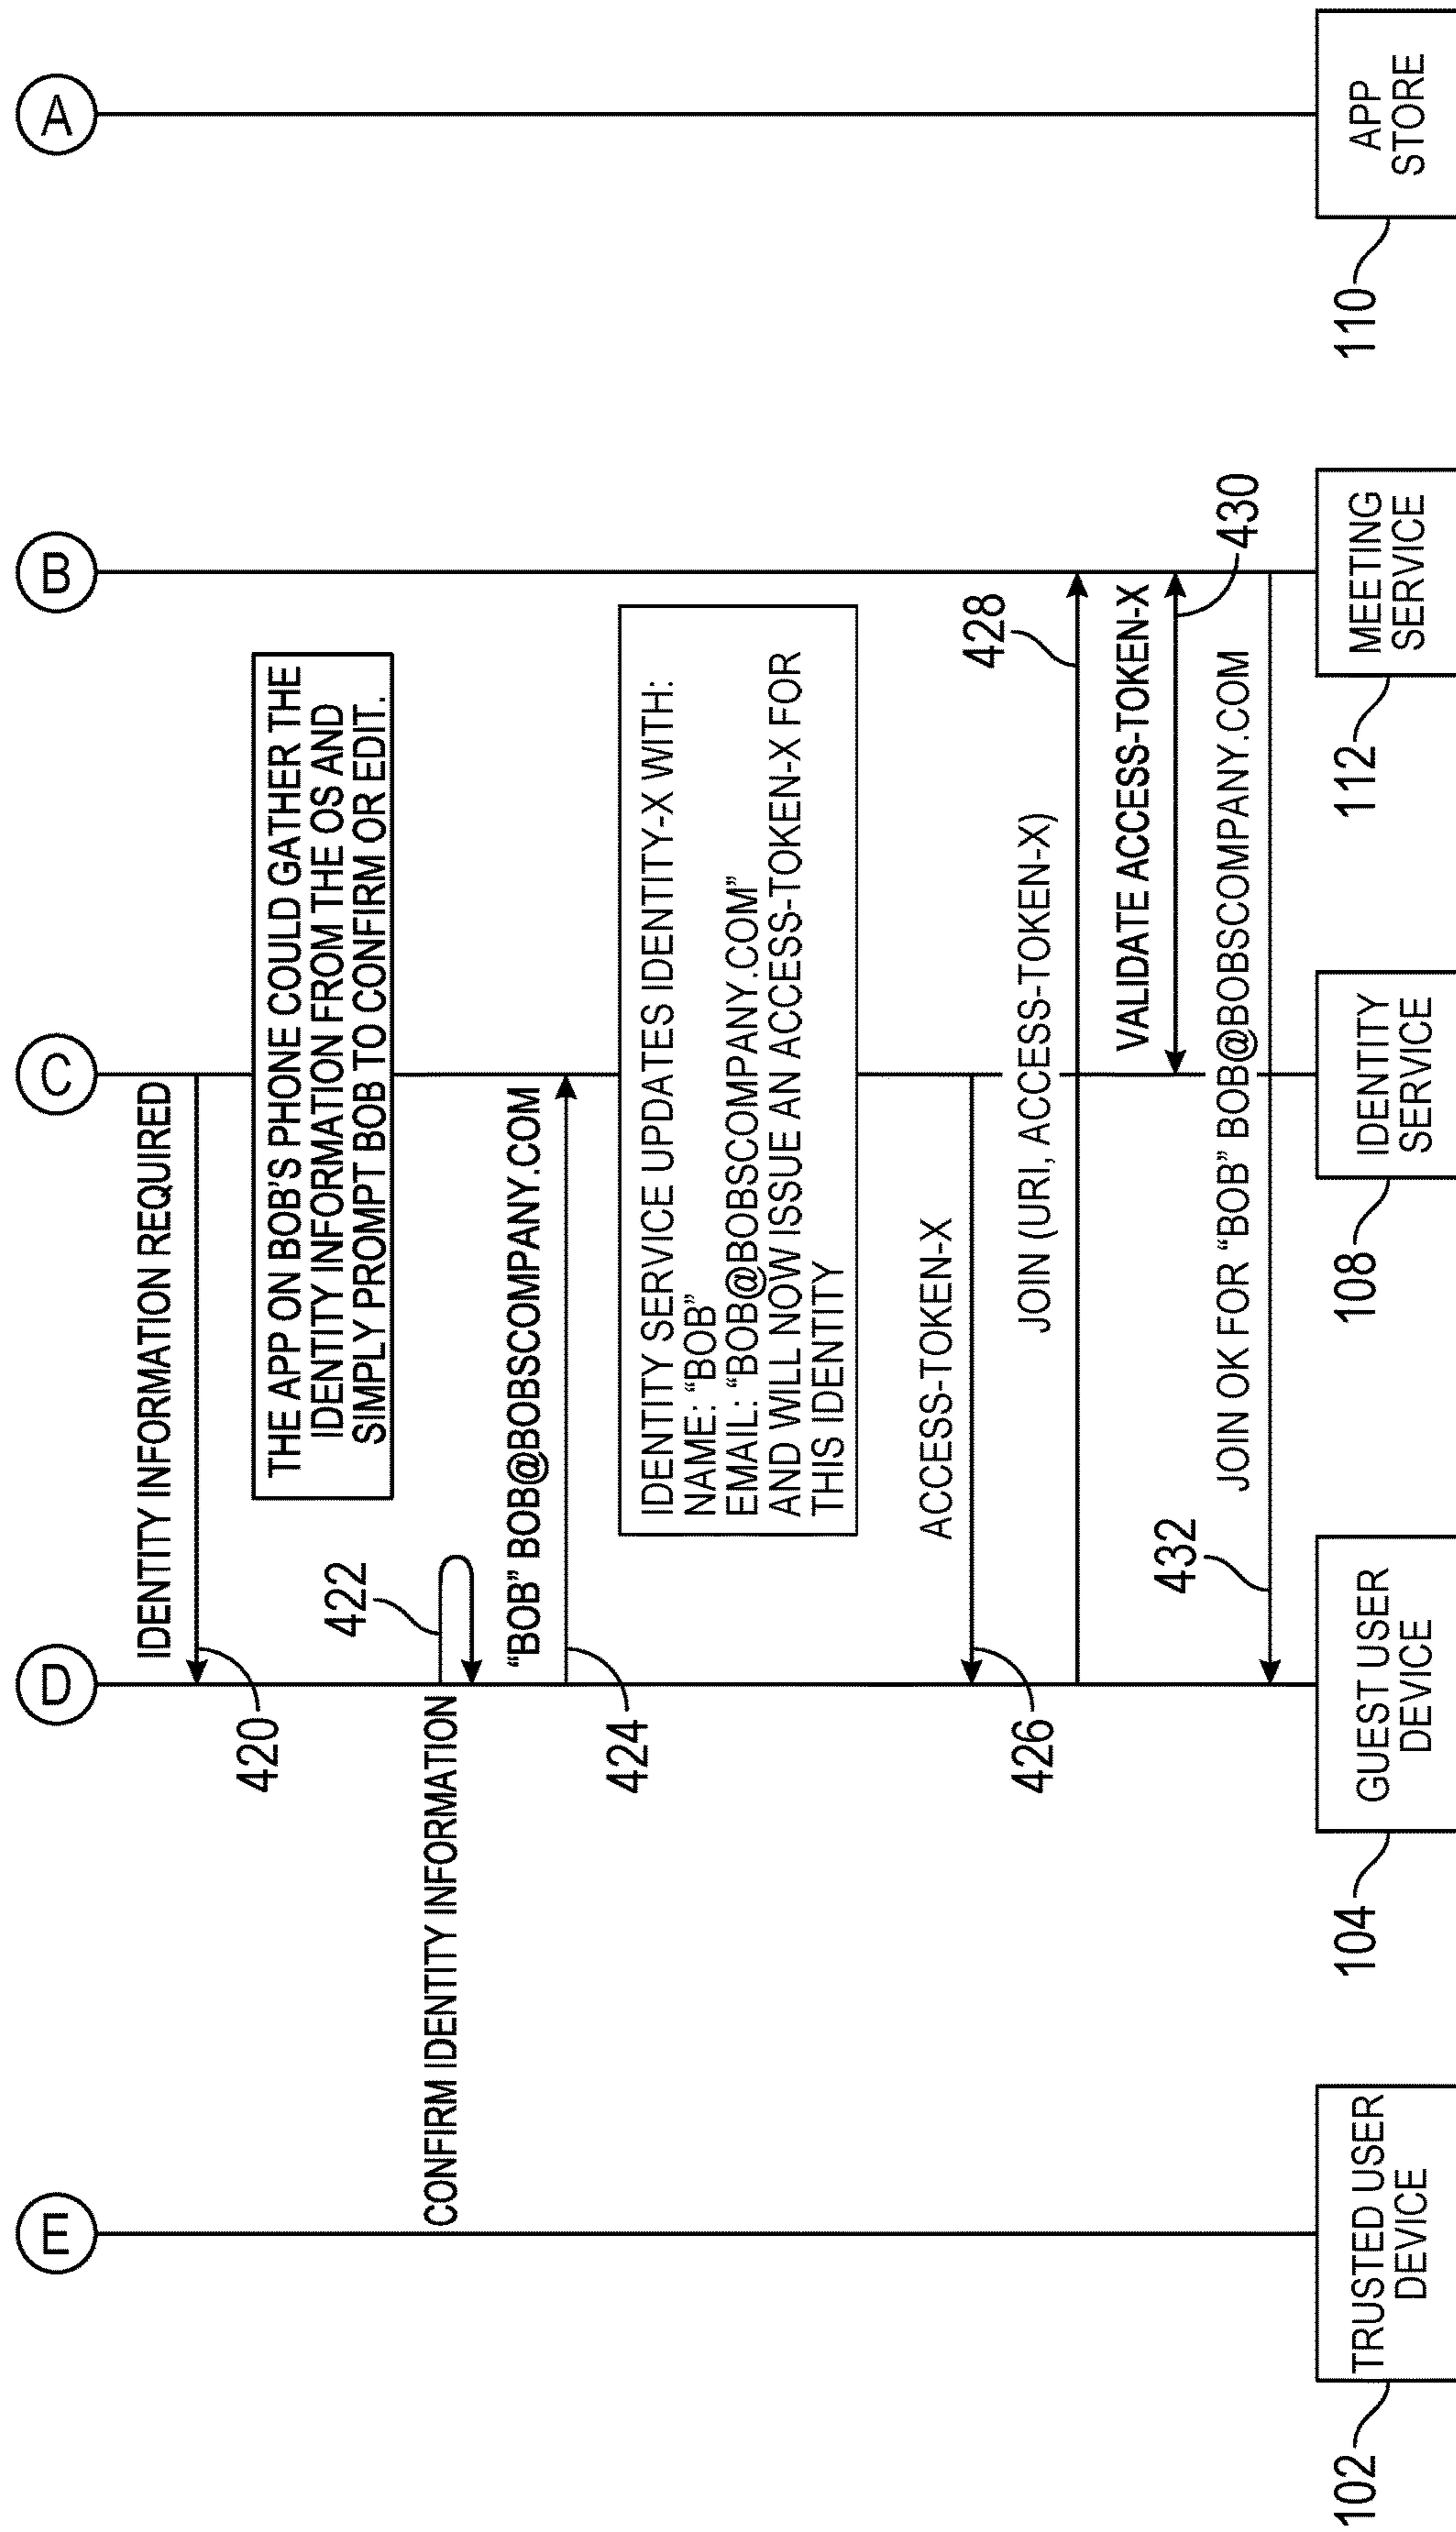 E
D
C
B
A
IDENTITY INFORMATION REQUIRED
420
THE APP ON BOB'S PHONE COULD GATHER THE
IDENTITY INFORMATION FROM THE OS AND
SIMPLY PROMPT BOB TO CONFIRM OR EDIT.
422
CONFIRM IDENTITY INFORMATION
“BOB” BOB@BOBSCOMPANY.COM
424
IDENTITY SERVICE UPDATES IDENTITY-X WITH:
NAME: “BOB”
EMAIL: “BOB@BOBSCOMPANY.COM”
AND WILL NOW ISSUE AN ACCESS-TOKEN-X FOR
THIS IDENTITY
ACCESS-TOKEN-X
426
428
JOIN (URI, ACCESS-TOKEN-X)
VALIDATE ACCESS-TOKEN-X
430
432
JOIN OK FOR “BOB” BOB@BOBSCOMPANY.COM
102
TRUSTED USER
DEVICE
104
GUEST USER
DEVICE
108
IDENTITY
SERVICE
112
MEETING
SERVICE
110
APP
STORE